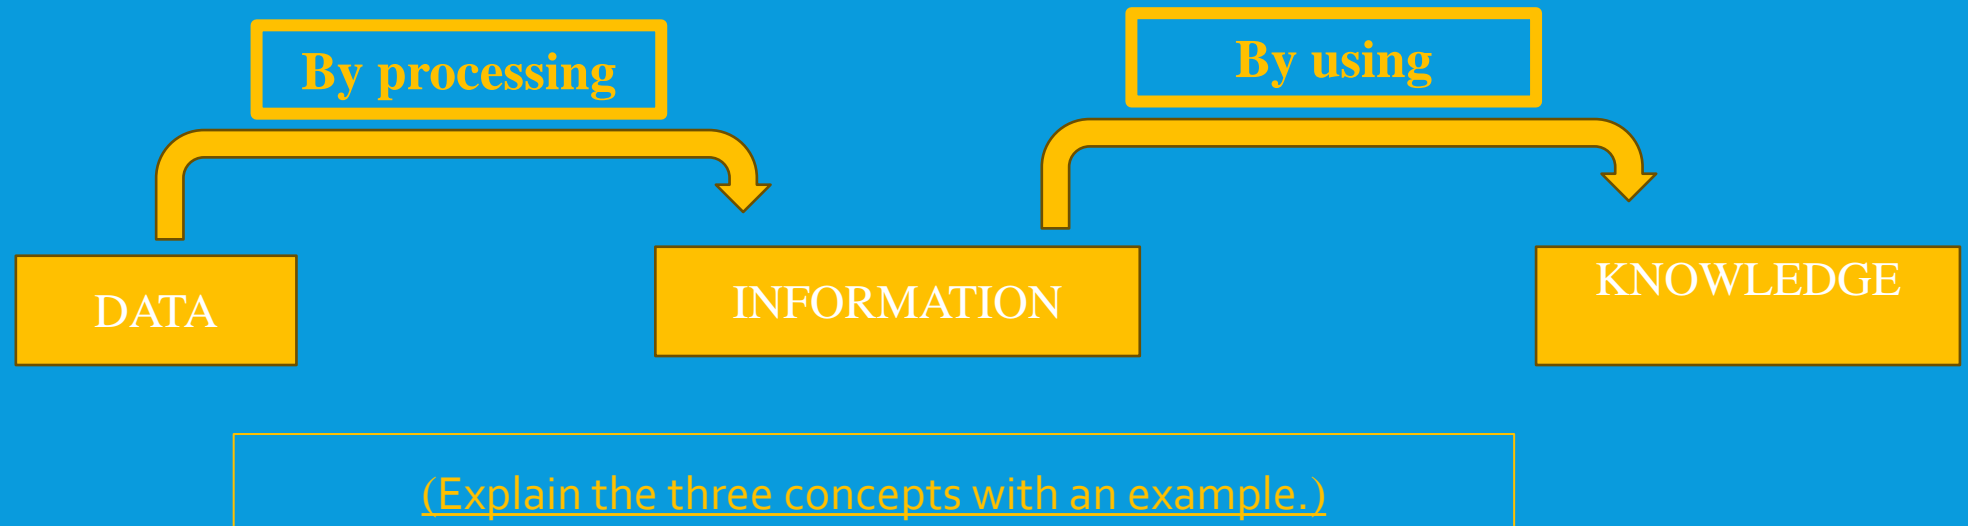 By processing
By using
DATA
INFORMATION
KNOWLEDGE
(Explain the three concepts with an example.)